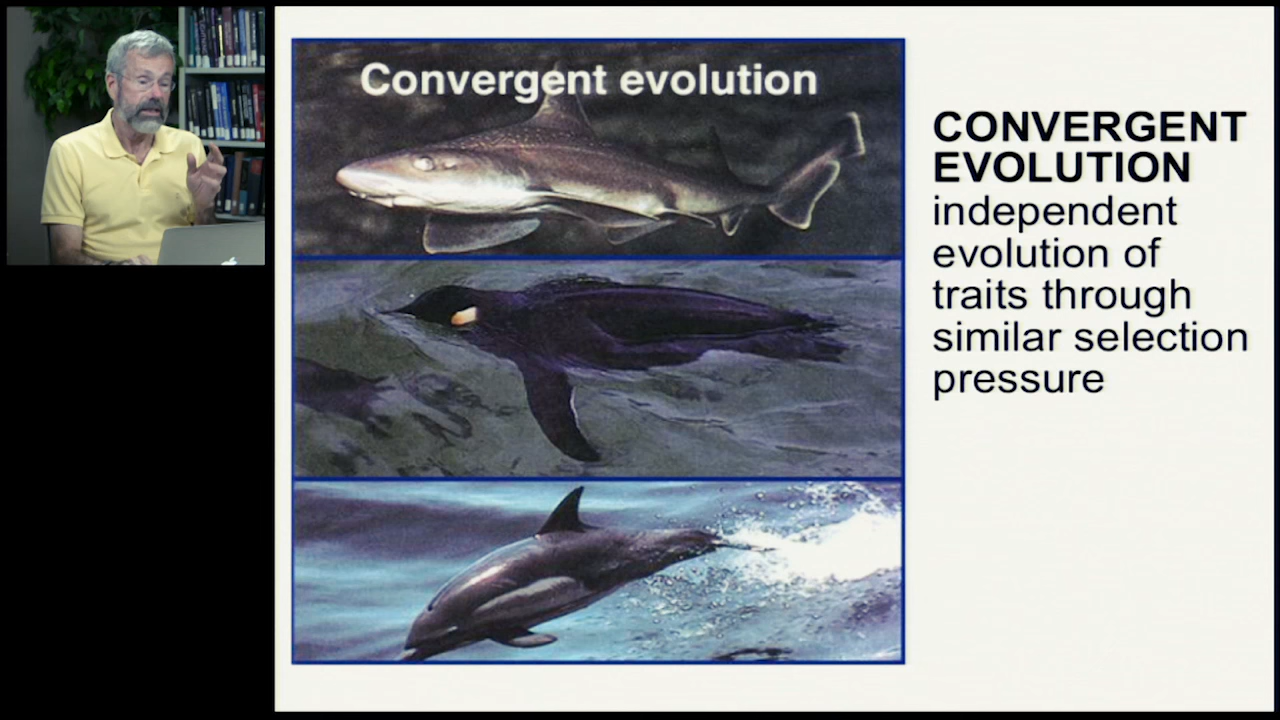 Convergent evolution
CONVERGENT
EVOLUTION
independent
evolution of
traits through
similar selection
pressure